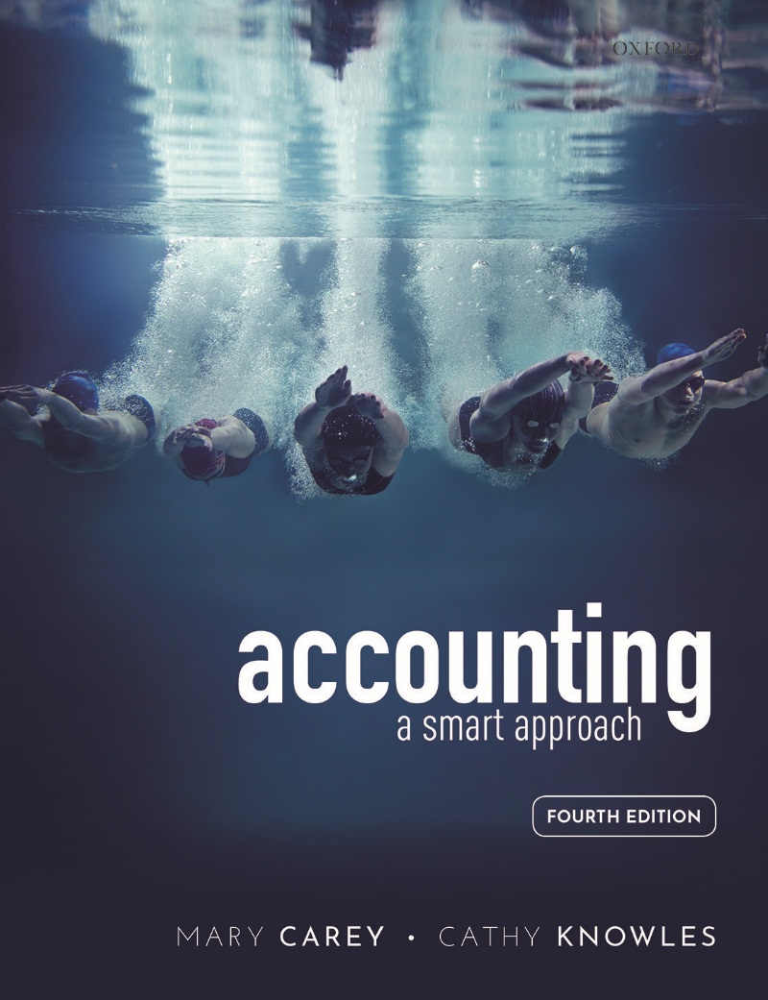 OXFORD
accounting
a smart approach
FOURTH EDITION
MARY CAREY • CATHY KNOWLES